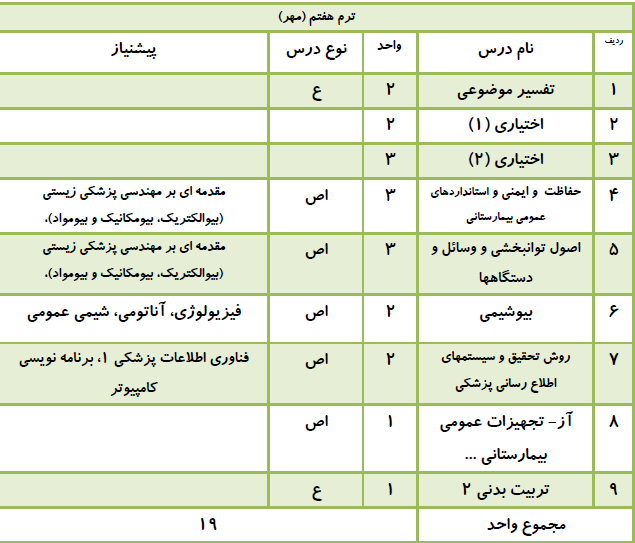 ترم هفتم (مهر)
ردیف نام درس واحد نوع درس پیشنیاز
۱ تفسیر موضوعی ۲ ع
۲ اختیاری (۱) ۲
۳ اختیاری (۲) ۳
۴ حفاظت و ایمنی و استانداردهای عمومی بیمارستانی ۳ اص مقدمه ای بر مهندسی پزشکی زیستی (بیوالکتریک، بیومکانیک و بیومواد)،
۵ اصول توانبخشی و وسائل و دستگاهها ۳ اص مقدمه ای بر مهندسی پزشکی زیستی (بیوالکتریک، بیومکانیک و بیومواد)،
۶ بیوشیمی ۲ اص فیزیولوژی، آناتومی، شیمی عمومی
۷ روش تحقیق و سیستمهای اطلاع رسانی پزشکی ۲ اص فناوری اطلاعات پزشکی ۱، برنامه نویسی کامپیوتر
۸ آز- تجهیزات عمومی بیمارستانی ... ۱ اص
۹ تربیت بدنی ۲ ۱ ع
مجموع واحد ۱۹